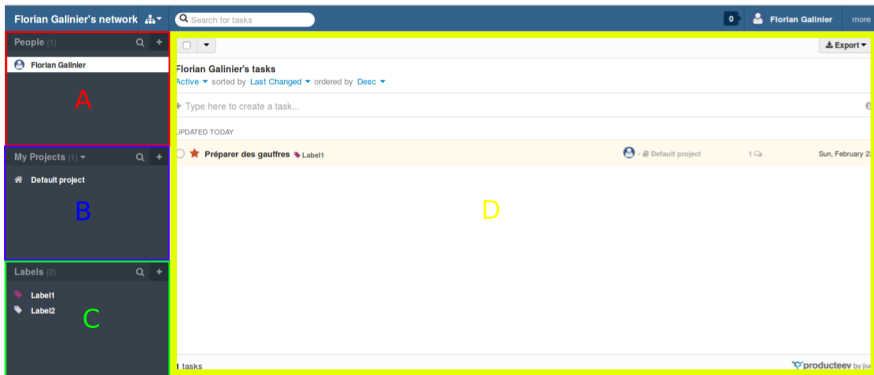 Florian Galinier's network Search for tasks 0 Florian Galinier more
People (1)
Florian Galinier
A
My Projects (1)
Default project
B
Labels (2)
Label1
Label2
C
Export
Florian Galinier's tasks
Active sorted by Last Changed ordered by Desc
+ Type here to create a task...
UPDATED TODAY
Préparer des gauffres Label1 - Default project 1 Sun, February 2
D
1 tasks producteev by jive